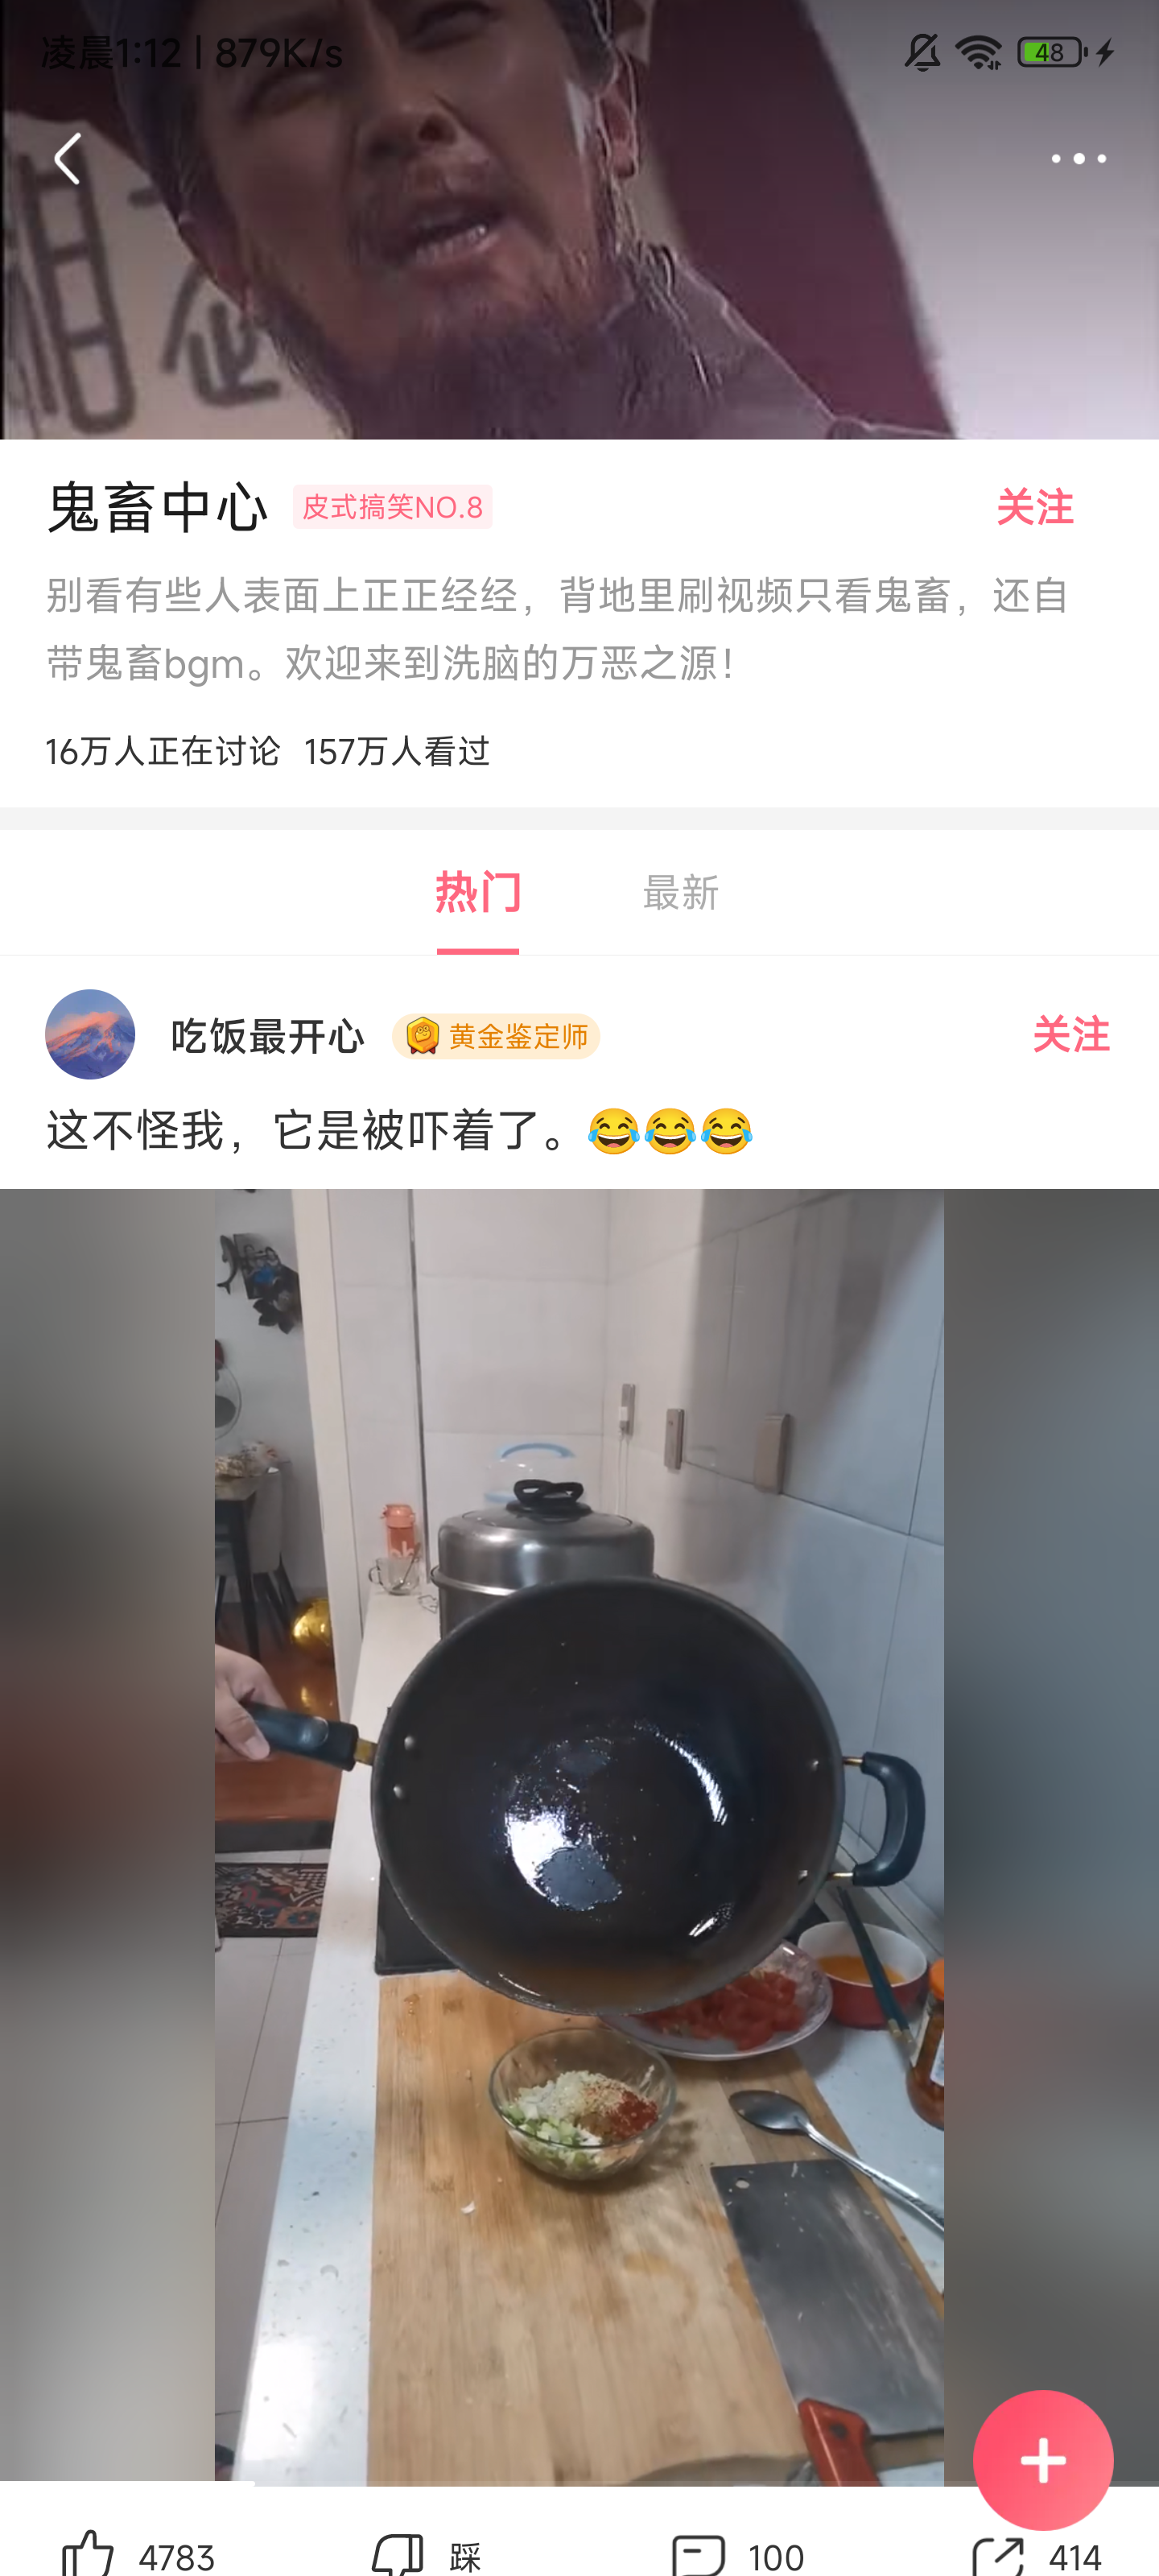 凌晨1:12 | 879K/s
48
鬼畜中心 皮式搞笑NO.8 关注
别看有些人表面上正正经经，背地里刷视频只看鬼畜，还自
带鬼畜bgm。欢迎来到洗脑的万恶之源！
16万人正在讨论 157万人看过
热门 最新
吃饭最开心 黄金鉴定师 关注
这不怪我，它是被吓着了。😂😂😂
4783 踩 100 414